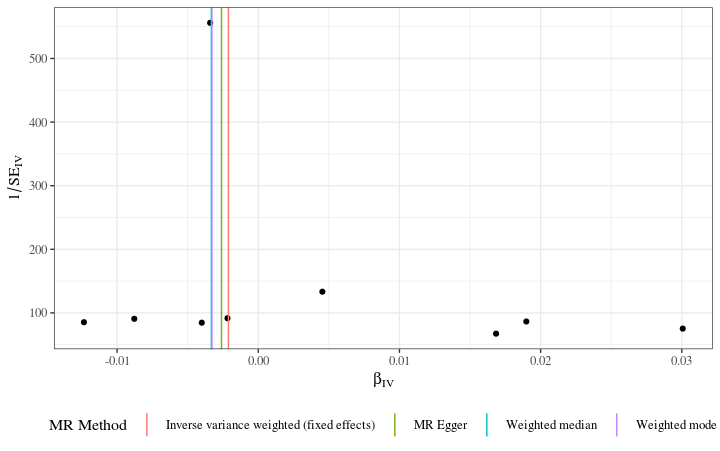 500
400
300
200
100
1/SE_IV
-0.01 0.00 0.01 0.02 0.03
β_IV
MR Method Inverse variance weighted (fixed effects) MR Egger Weighted median Weighted mode